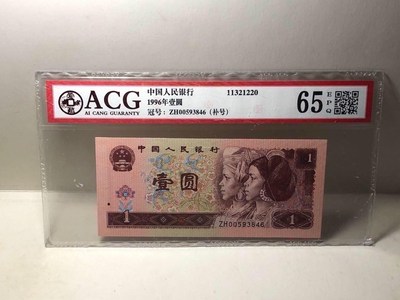 ACG
AI CANG GUARANTY
中国人民银行 11321220
1996年壹圆
冠号：ZH00593846（补号）
65 EPQ
中国人民银行
1
壹圆
1
1
ZH00593846